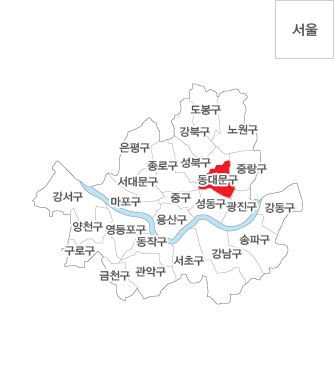 서울
도봉구
강북구
노원구
은평구
종로구
성북구
중랑구
서대문구
동대문구
강서구
마포구
중구
성동구
광진구
강동구
양천구
영등포구
용산구
동작구
송파구
구로구
서초구
강남구
금천구
관악구